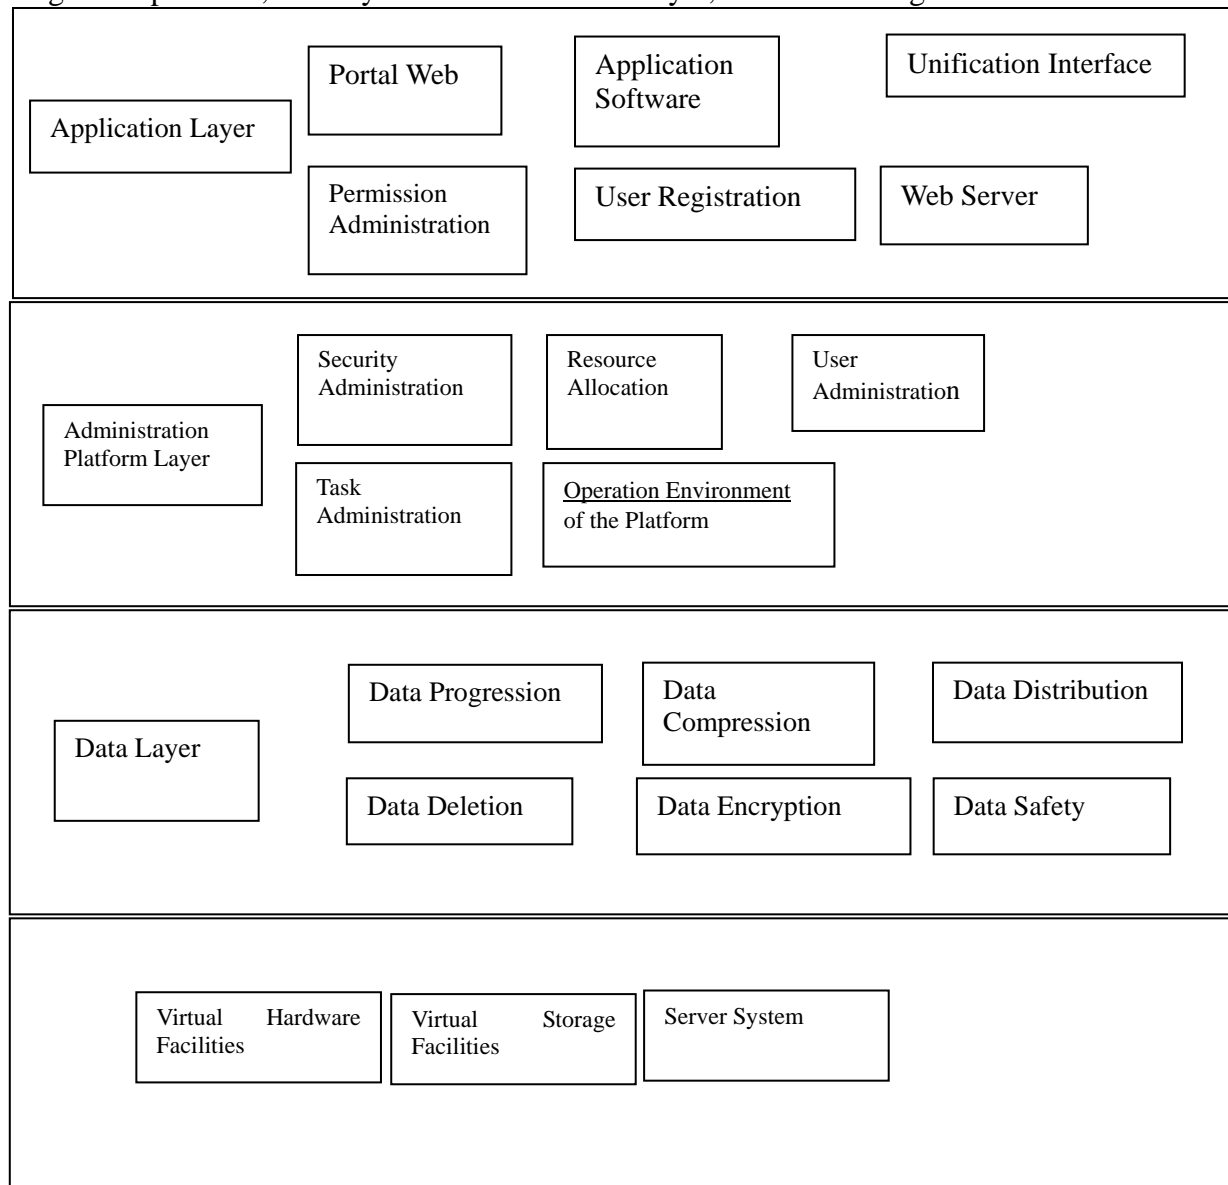 Portal Web
Application
Software
Unification Interface
Application Layer
Permission
Administration
User Registration
Web Server
Security
Administration
Resource
Allocation
User
Administration
Administration
Platform Layer
Task
Administration
Operation Environment
of the Platform
Data Progression
Data
Compression
Data Distribution
Data Layer
Data Deletion
Data Encryption
Data Safety
Virtual Hardware
Facilities
Virtual Storage
Facilities
Server System